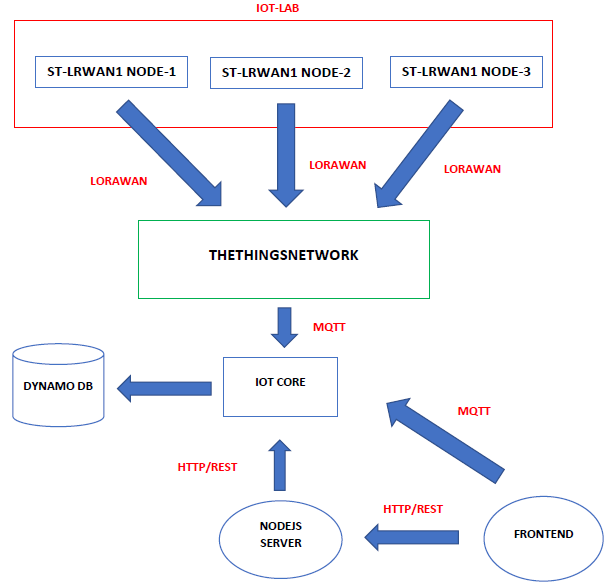 IOT-LAB
ST-LRWAN1 NODE-1
ST-LRWAN1 NODE-2
ST-LRWAN1 NODE-3
LORAWAN
LORAWAN
LORAWAN
THETHINGSNETWORK
MQTT
DYNAMO DB
IOT CORE
MQTT
HTTP/REST
HTTP/REST
NODEJS
SERVER
FRONTEND